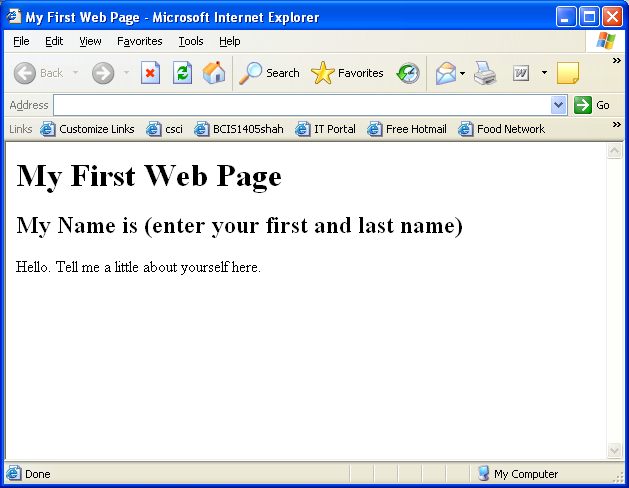 My First Web Page - Microsoft Internet Explorer
File Edit View Favorites Tools Help
Back Search Favorites W »
Address Go
Links Customize Links csci BCIS1405shah IT Portal Free Hotmail Food Network »
My First Web Page
My Name is (enter your first and last name)
Hello. Tell me a little about yourself here.
Done My Computer